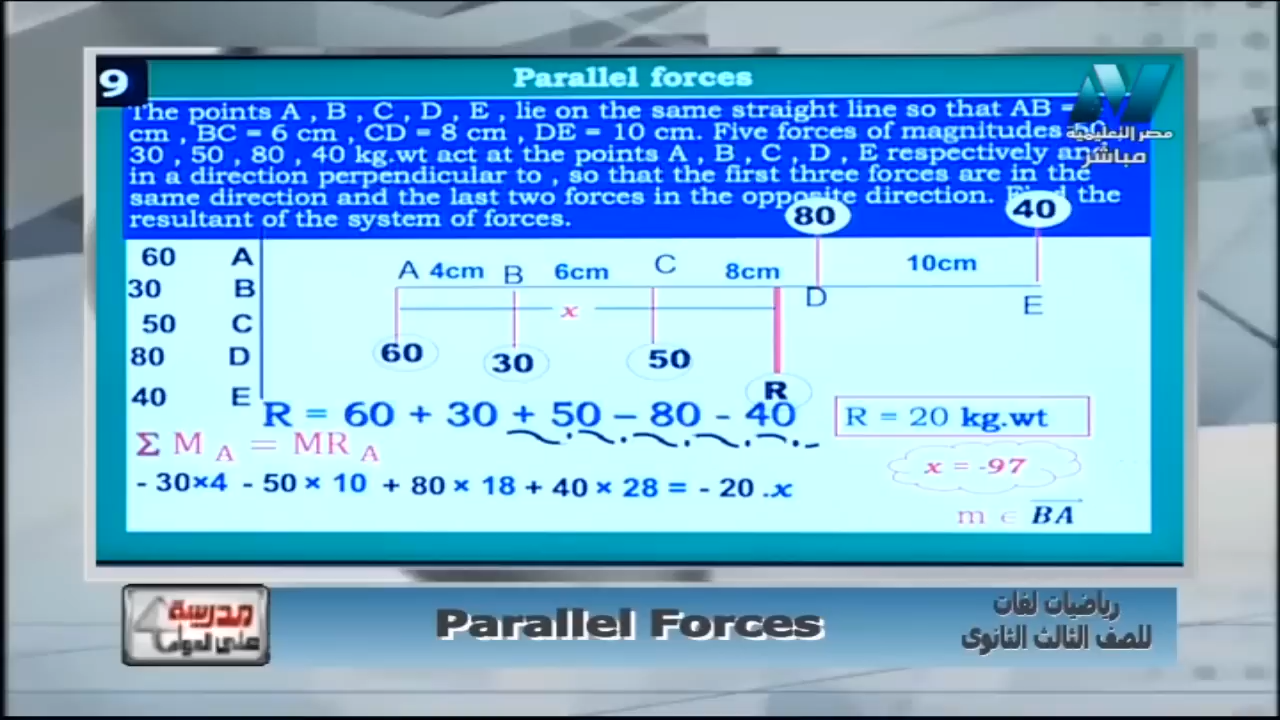 9
Parallel forces
The points A , B , C , D , E , lie on the same straight line so that AB =
cm , BC = 6 cm , CD = 8 cm , DE = 10 cm. Five forces of magnitudes
30 , 50 , 80 , 40 kg.wt act at the points A , B , C , D , E respectively
in a direction perpendicular to , so that the first three forces are in the
same direction and the last two forces in the opposite direction. Find the
resultant of the system of forces.
مصر التعليمية
مباشر
80
40
60 A
30 B
50 C
80 D
40 E
A 4cm B 6cm C 8cm D 10cm E
x
60 30 50 R
R = 60 + 30 + 50 – 80 - 40
R = 20 kg.wt
Σ M A = MR A
x = -97
- 30×4 - 50 × 10 + 80 × 18 + 40 × 28 = - 20 .x
m ∈ BA
مدرسة
على الهواء
Parallel Forces
رياضيات لغات
للصف الثالث الثانوى